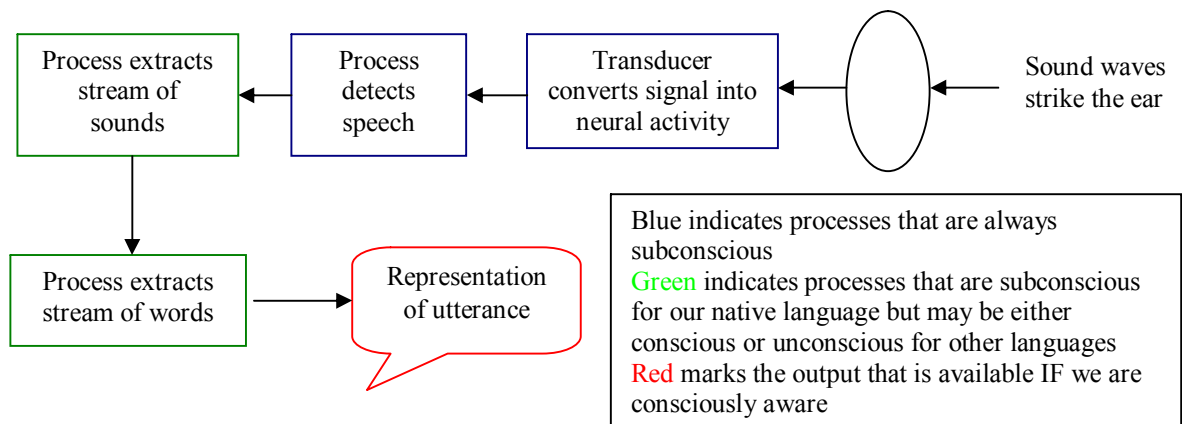 Process extracts
stream of
sounds
Process
detects
speech
Transducer
converts signal into
neural activity
Sound waves
strike the ear
Process extracts
stream of words
Representation
of utterance
Blue indicates processes that are always
subconscious
Green indicates processes that are subconscious
for our native language but may be either
conscious or unconscious for other languages
Red marks the output that is available IF we are
consciously aware